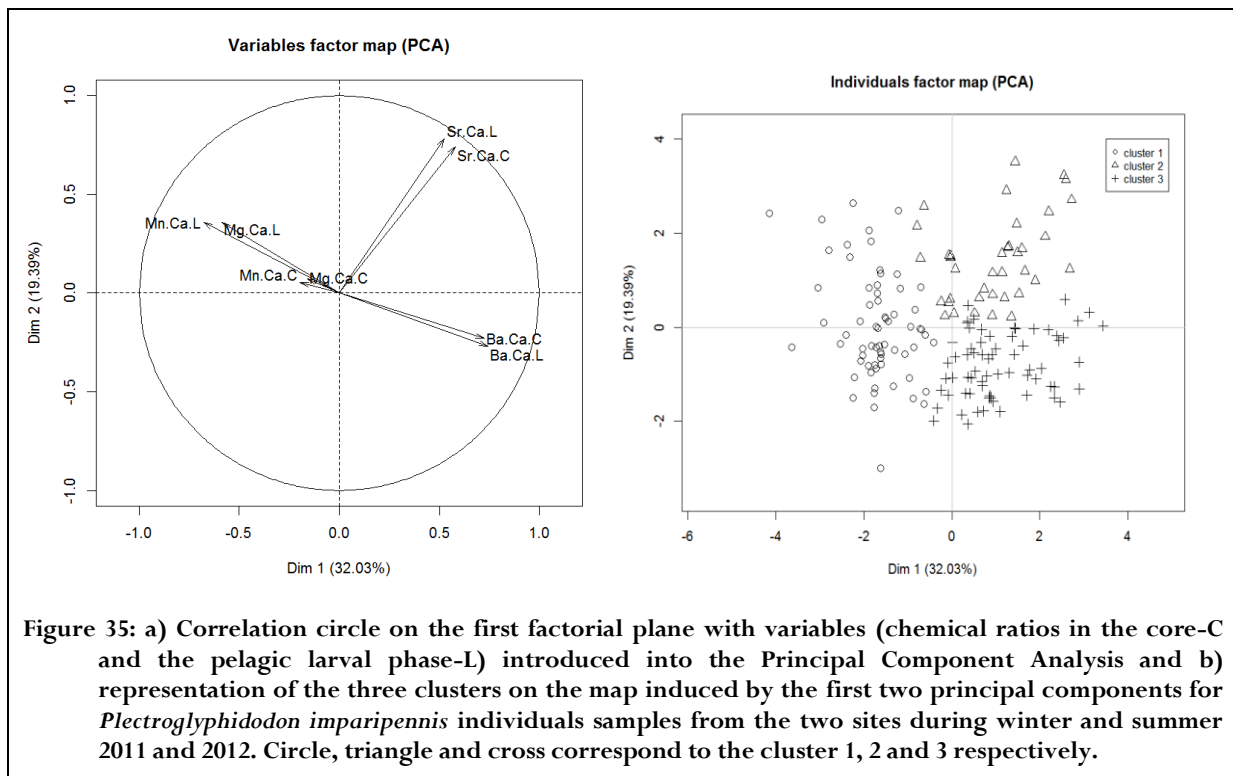 Variables factor map (PCA)
Dim 2 (19.39%)
1.0
0.5
0.0
-0.5
-1.0
Sr.Ca.L
Sr.Ca.C
Mn.Ca.L
Mg.Ca.L
Mn.Ca.C
Mg.Ca.C
Ba.Ca.C
Ba.Ca.L
-1.0 -0.5 0.0 0.5 1.0
Dim 1 (32.03%)
Individuals factor map (PCA)
Dim 2 (19.39%)
4
2
0
-2
cluster 1
cluster 2
cluster 3
-6 -4 -2 0 2 4
Dim 1 (32.03%)
Figure 35: a) Correlation circle on the first factorial plane with variables (chemical ratios in the core-C
and the pelagic larval phase-L) introduced into the Principal Component Analysis and b)
representation of the three clusters on the map induced by the first two principal components for
Plectroglyphidodon imparipennis individuals samples from the two sites during winter and summer
2011 and 2012. Circle, triangle and cross correspond to the cluster 1, 2 and 3 respectively.